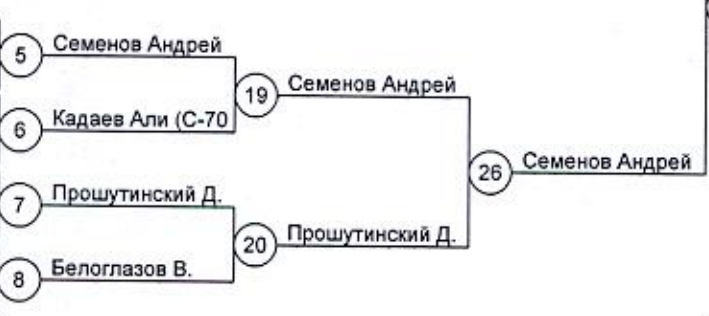 5
Семенов Андрей
19
Семенов Андрей
6
Кадаев Али (С-70
26
Семенов Андрей
7
Прошутинский Д.
20
Прошутинский Д.
8
Белоглазов В.